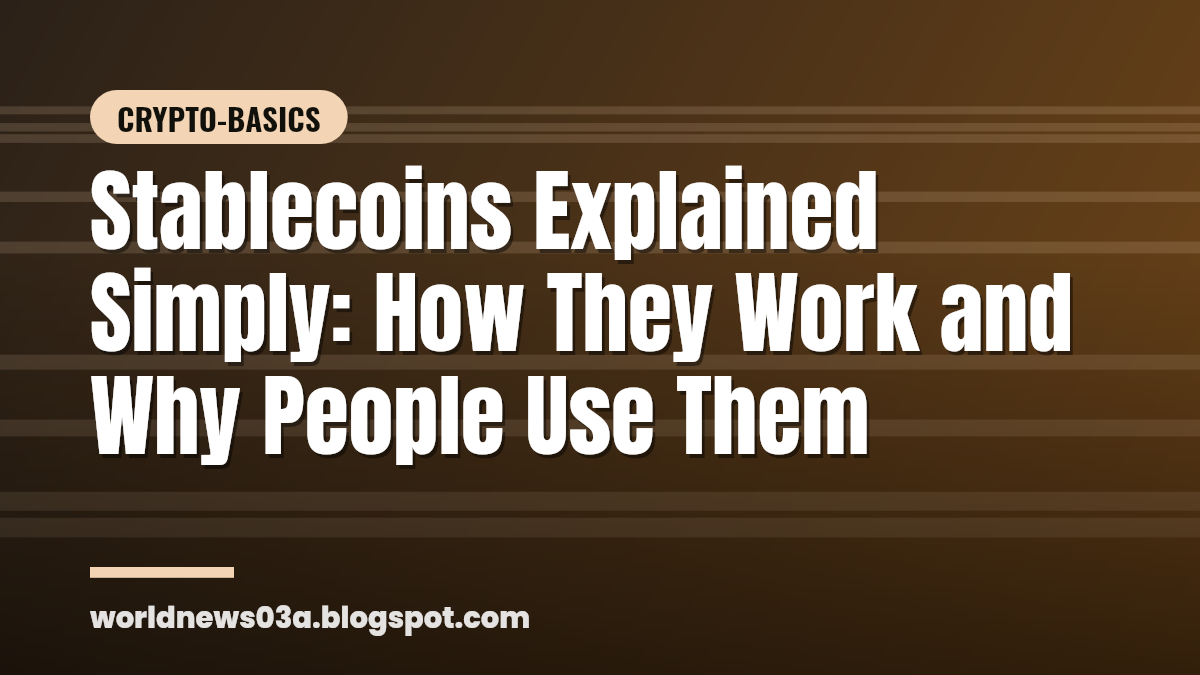 CRYPTO-BASICS
Stablecoins Explained
Simply: How They Work and
Why People Use Them
worldnews03a.blogspot.com